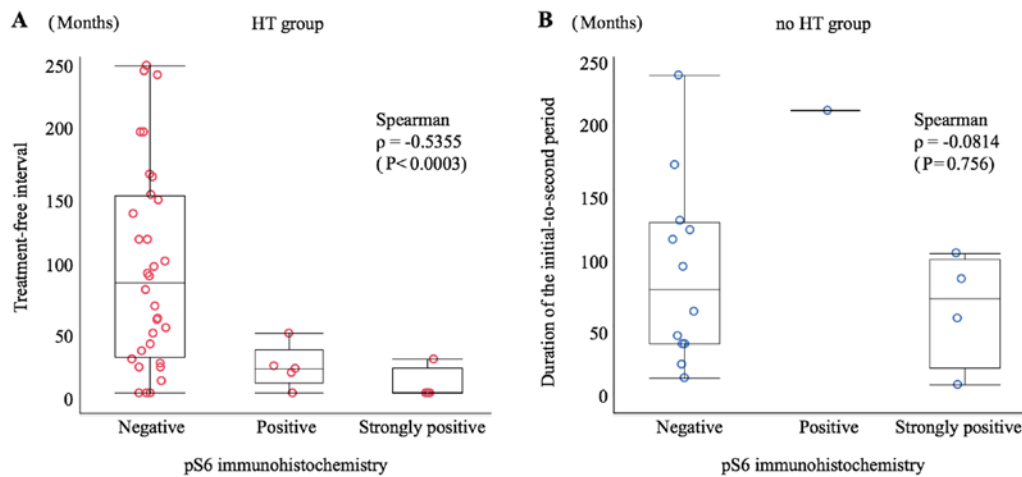 A (Months) HT group
250
200
150
100
50
0
Treatment-free interval
Spearman
ρ = -0.5355
(P<0.0003)
Negative Positive Strongly positive
pS6 immunohistochemistry
B (Months) no HT group
250
200
150
100
50
0
Duration of the initial-to-second period
Spearman
ρ = -0.0814
(P=0.756)
Negative Positive Strongly positive
pS6 immunohistochemistry